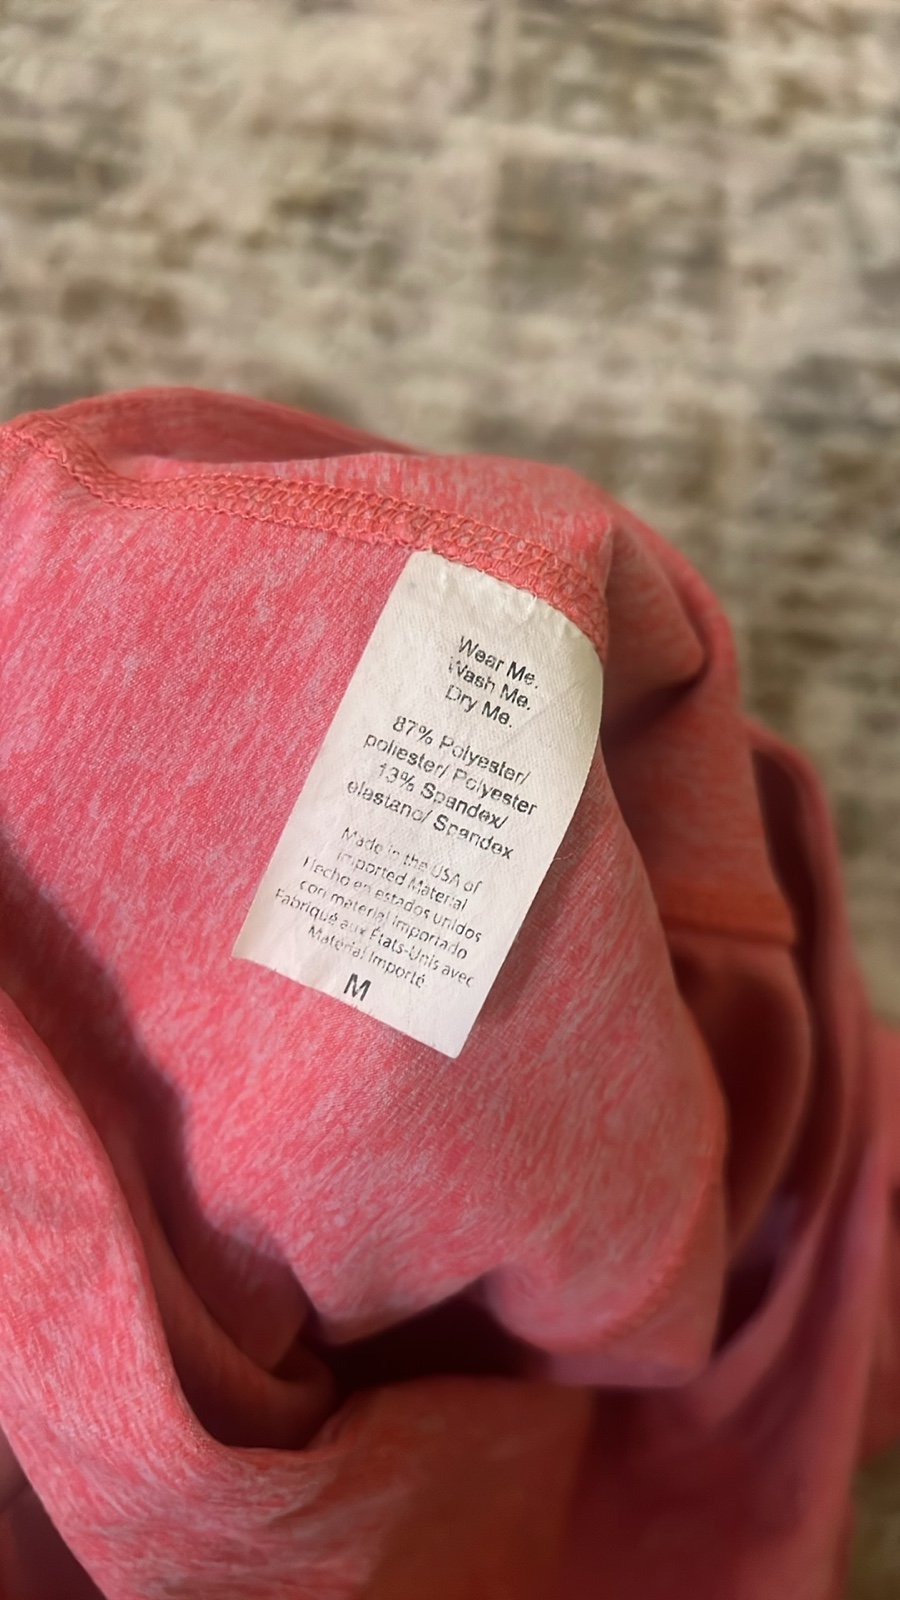 Wear Me.
Wash Me.
Dry Me.
87% Polyester/
poliester/ Polyester
13% Spandex/
elastano/ Spandex
Made in the USA of
Imported Material
Hecho en estados unidos
con material importado
Fabriqué aux États-Unis avec
Matérial Importé
M